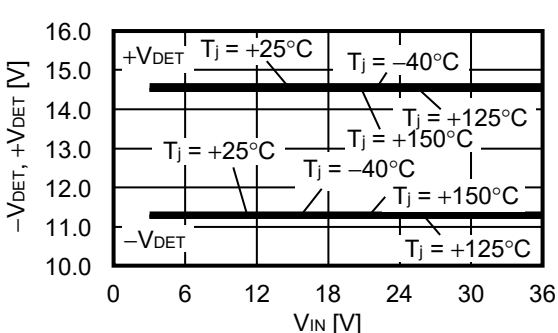 −VDET, +VDET [V]
16.0
15.0
14.0
13.0
12.0
11.0
10.0
+VDET
Tj = +25°C
Tj = −40°C
Tj = +125°C
Tj = +150°C
Tj = +25°C
Tj = −40°C
Tj = +150°C
−VDET
Tj = +125°C
0 6 12 18 24 30 36
VIN [V]